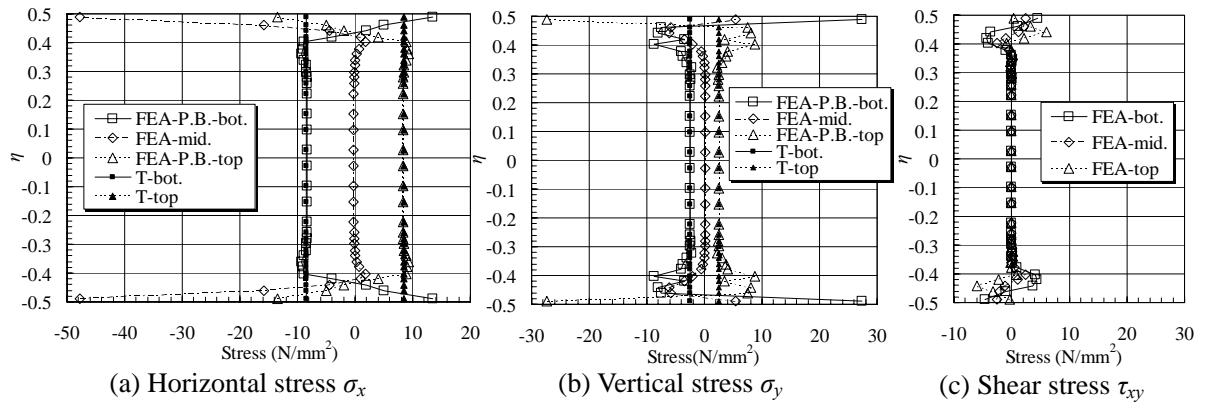 η
0.5
0.4
0.3
0.2
0.1
0
-0.1
-0.2
-0.3
-0.4
-0.5
FEA-P.B.-bot.
FEA-mid.
FEA-P.B.-top
T-bot.
T-top
-50 -40 -30 -20 -10 0 10 20
Stress (N/mm²)
(a) Horizontal stress σx
η
0.5
0.4
0.3
0.2
0.1
0
-0.1
-0.2
-0.3
-0.4
-0.5
FEA-P.B.-bot.
FEA-mid.
FEA-P.B.-top
T-bot.
T-top
-30 -20 -10 0 10 20 30
Stress(N/mm²)
(b) Vertical stress σy
η
0.5
0.4
0.3
0.2
0.1
0
-0.1
-0.2
-0.3
-0.4
-0.5
FEA-bot.
FEA-mid.
FEA-top
-10 0 10 20 30
Stress (N/mm²)
(c) Shear stress τxy